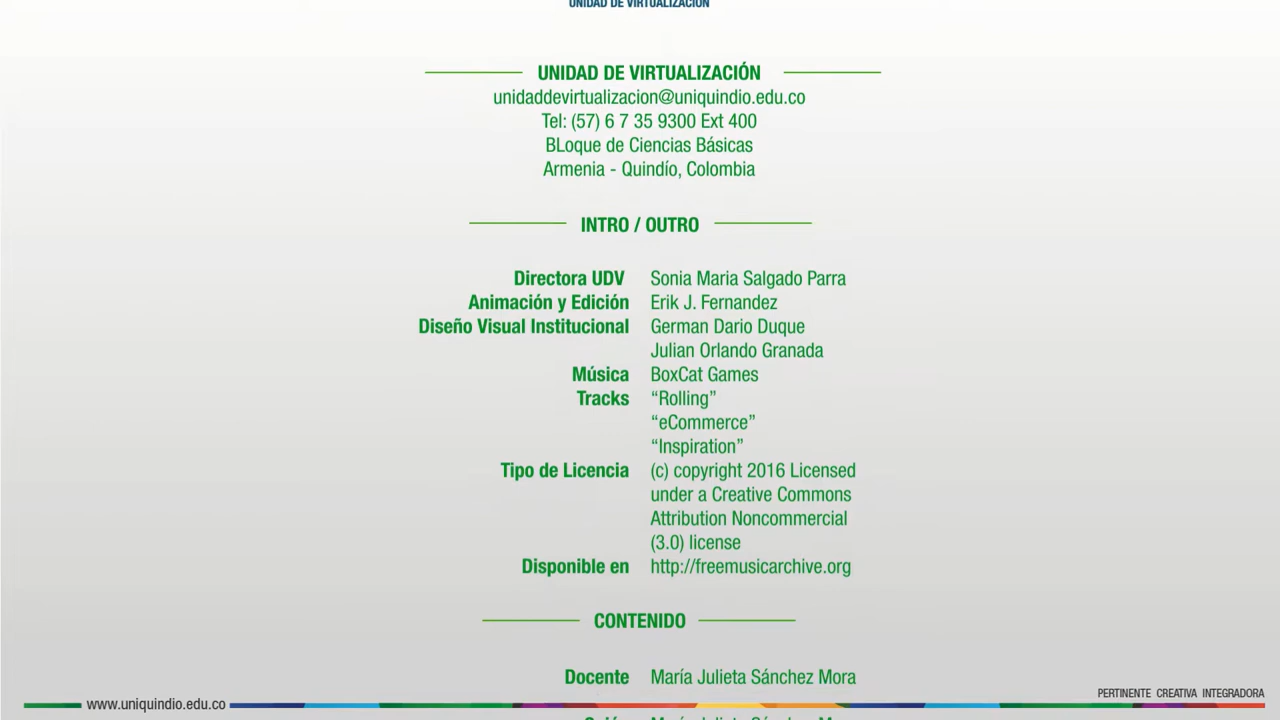 UNIDAD DE VIRTUALIZACIÓN
UNIDAD DE VIRTUALIZACIÓN
unidaddevirtualizacion@uniquindio.edu.co
Tel: (57) 6 7 35 9300 Ext 400
BLoque de Ciencias Básicas
Armenia - Quindío, Colombia
INTRO / OUTRO
Directora UDV Sonia Maria Salgado Parra
Animación y Edición Erik J. Fernandez
Diseño Visual Institucional German Dario Duque
Julian Orlando Granada
Música BoxCat Games
Tracks “Rolling”
“eCommerce”
“Inspiration”
Tipo de Licencia (c) copyright 2016 Licensed
under a Creative Commons
Attribution Noncommercial
(3.0) license
Disponible en http://freemusicarchive.org
CONTENIDO
Docente María Julieta Sánchez Mora
PERTINENTE CREATIVA INTEGRADORA
www.uniquindio.edu.co